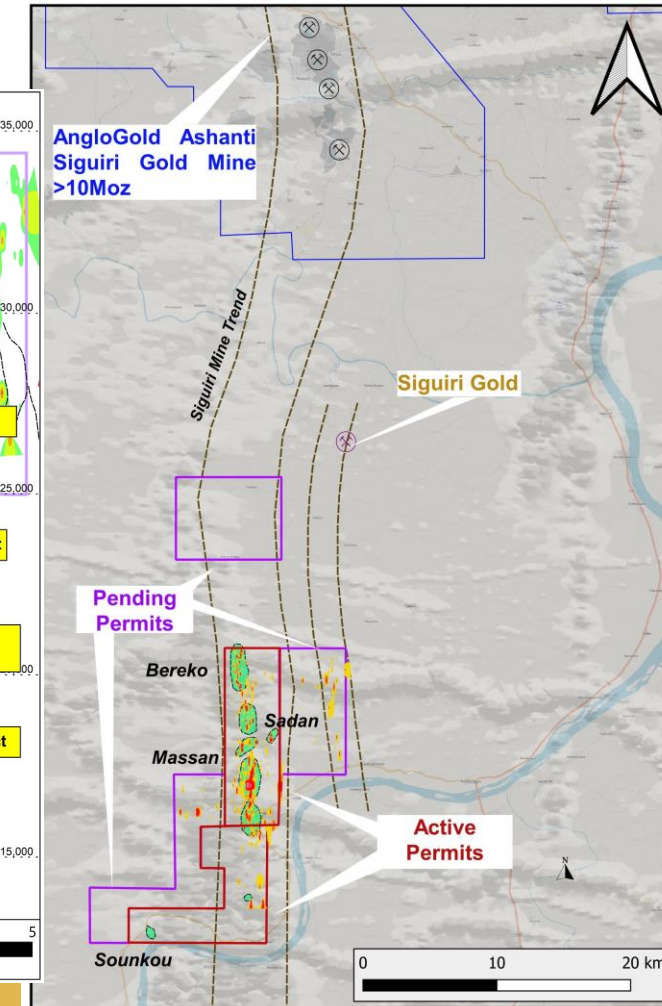 35,000
30,000
25,000
15,000
5
AngloGold Ashanti
Siguiri Gold Mine
>10Moz
Siguiri Mine Trend
Siguiri Gold
Pending
Permits
Bereko
Sadan
Massan
Active
Permits
N
Sounkou
0 10 20 km